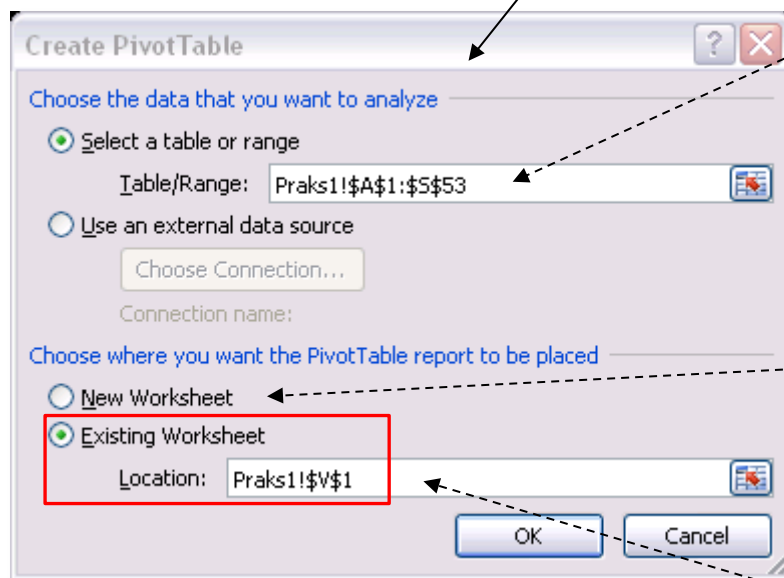 Create PivotTable
?
Choose the data that you want to analyze
Select a table or range
Table/Range: Praks1!$A$1:$S$53
Use an external data source
Choose Connection...
Connection name:
Choose where you want the PivotTable report to be placed
New Worksheet
Existing Worksheet
Location: Praks1!$V$1
OK Cancel